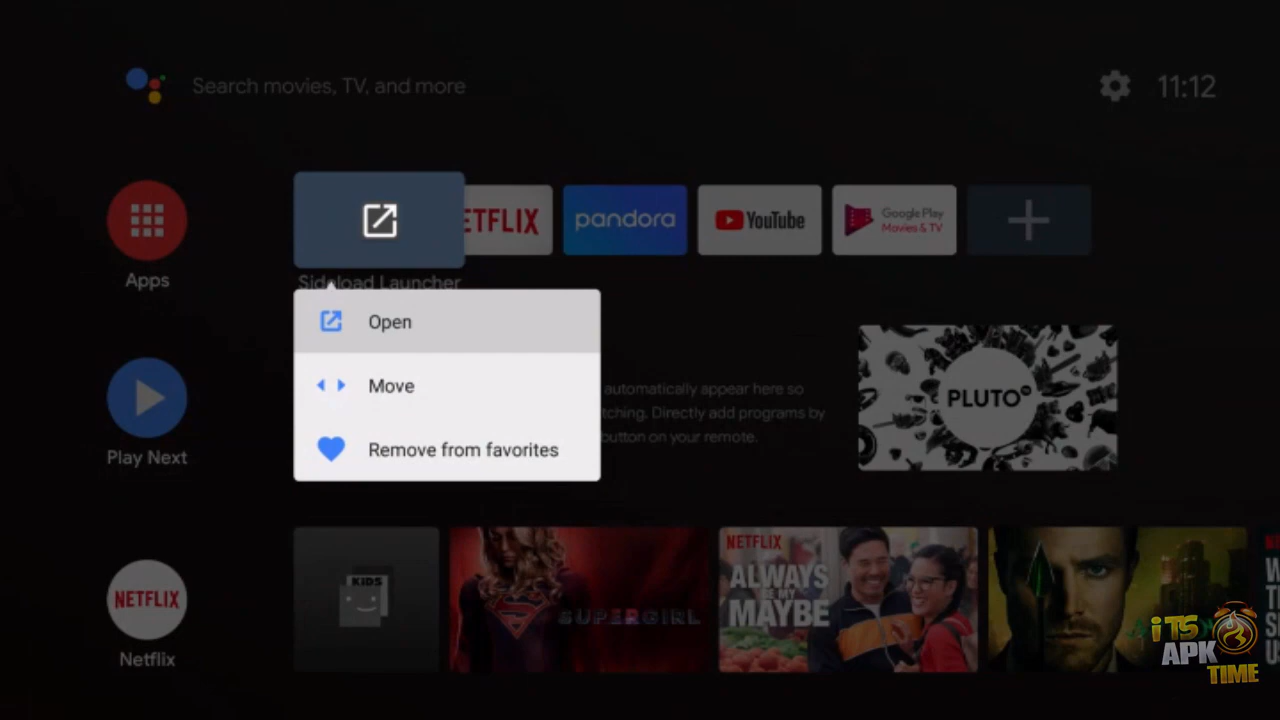 Search movies, TV, and more
11:12
ETFLIX
pandora
YouTube
Google Play
Movies & TV
Apps
Sideload Launcher
Open
Move
Remove from favorites
automatically appear here so
tching. Directly add programs by
button on your remote.
PLUTO TV
Play Next
KIDS
SUPERGIRL
NETFLIX
ALWAYS
BE MY
MAYBE
NETFLIX
Netflix
iTS
APK
TIME